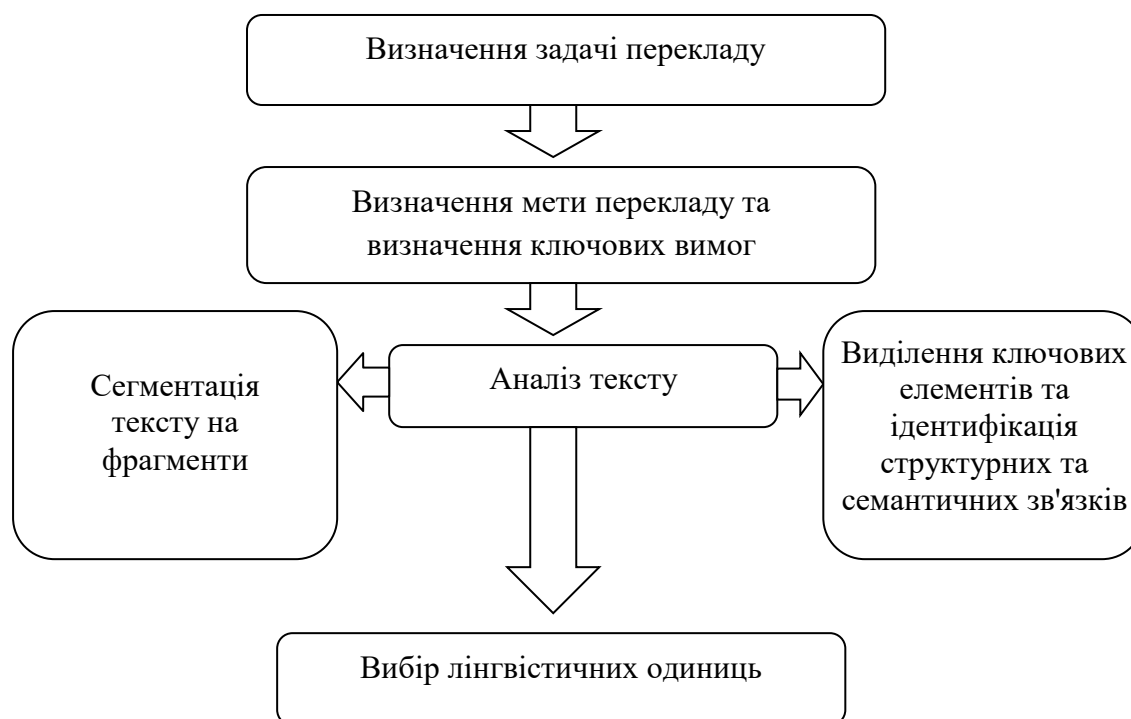 Визначення задачі перекладу
Визначення мети перекладу та
визначення ключових вимог
Сегментація
тексту на
фрагменти
Аналіз тексту
Виділення ключових
елементів та
ідентифікація
структурних та
семантичних зв'язків
Вибір лінгвістичних одиниць